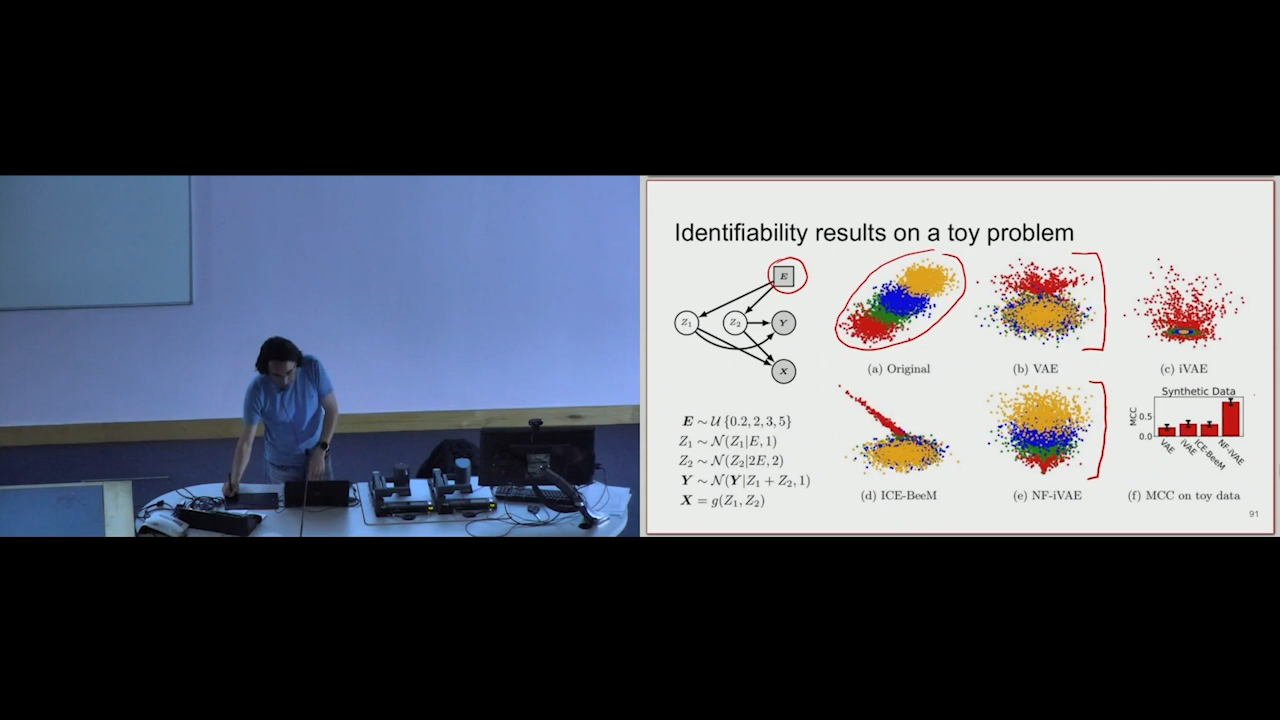 Identifiability results on a toy problem
E
Z₁
Z₂
Y
X
(a) Original
(b) VAE
(c) iVAE
Synthetic Data
MCC
0.5
0.0
VAE
iVAE
ICE-BeeM
NF-iVAE
E ∼ U {0.2, 2, 3, 5}
Z₁ ∼ N(Z₁|E, 1)
Z₂ ∼ N(Z₂|2E, 2)
Y ∼ N(Y|Z₁ + Z₂, 1)
X = g(Z₁, Z₂)
(d) ICE-BeeM
(e) NF-iVAE
(f) MCC on toy data
91